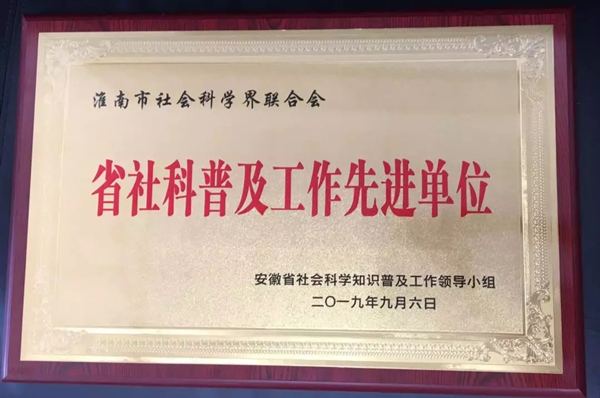 淮南市社会科学界联合会
省社科普及工作先进单位
安徽省社会科学知识普及工作领导小组
二〇一九年九月六日